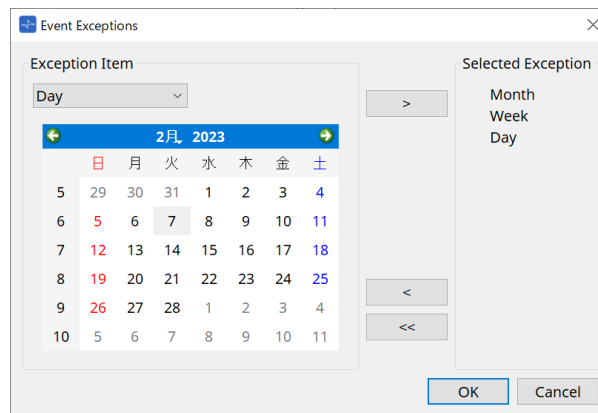 Event Exceptions
Exception Item
Day
2月, 2023
日 月 火 水 木 金 土
5 29 30 31 1 2 3 4
6 5 6 7 8 9 10 11
7 12 13 14 15 16 17 18
8 19 20 21 22 23 24 25
9 26 27 28 1 2 3 4
10 5 6 7 8 9 10 11
>
<
<<
Selected Exception
Month
Week
Day
OK Cancel